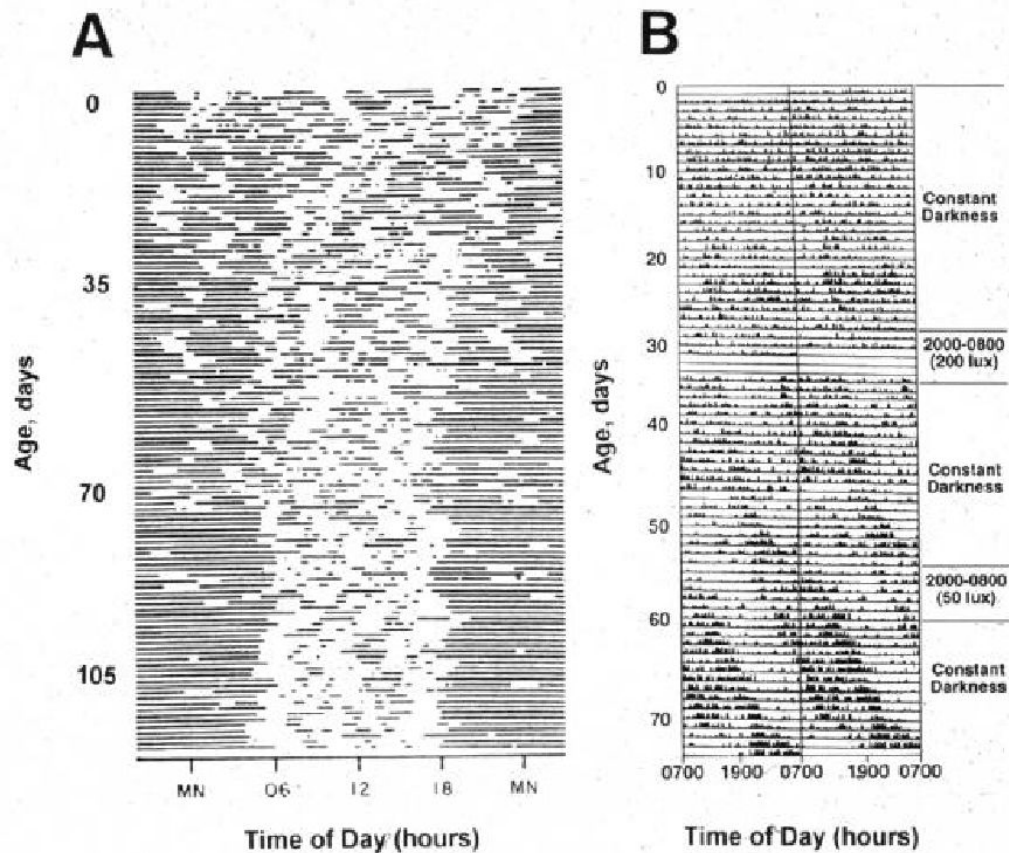 A
0
35
70
105
Age, days
MN
06
12
18
MN
Time of Day (hours)
B
0
10
20
30
40
50
60
70
Age, days
Constant
Darkness
2000-0800
(200 lux)
Constant
Darkness
2000-0800
(50 lux)
Constant
Darkness
0700
1900
0700
1900
0700
Time of Day (hours)